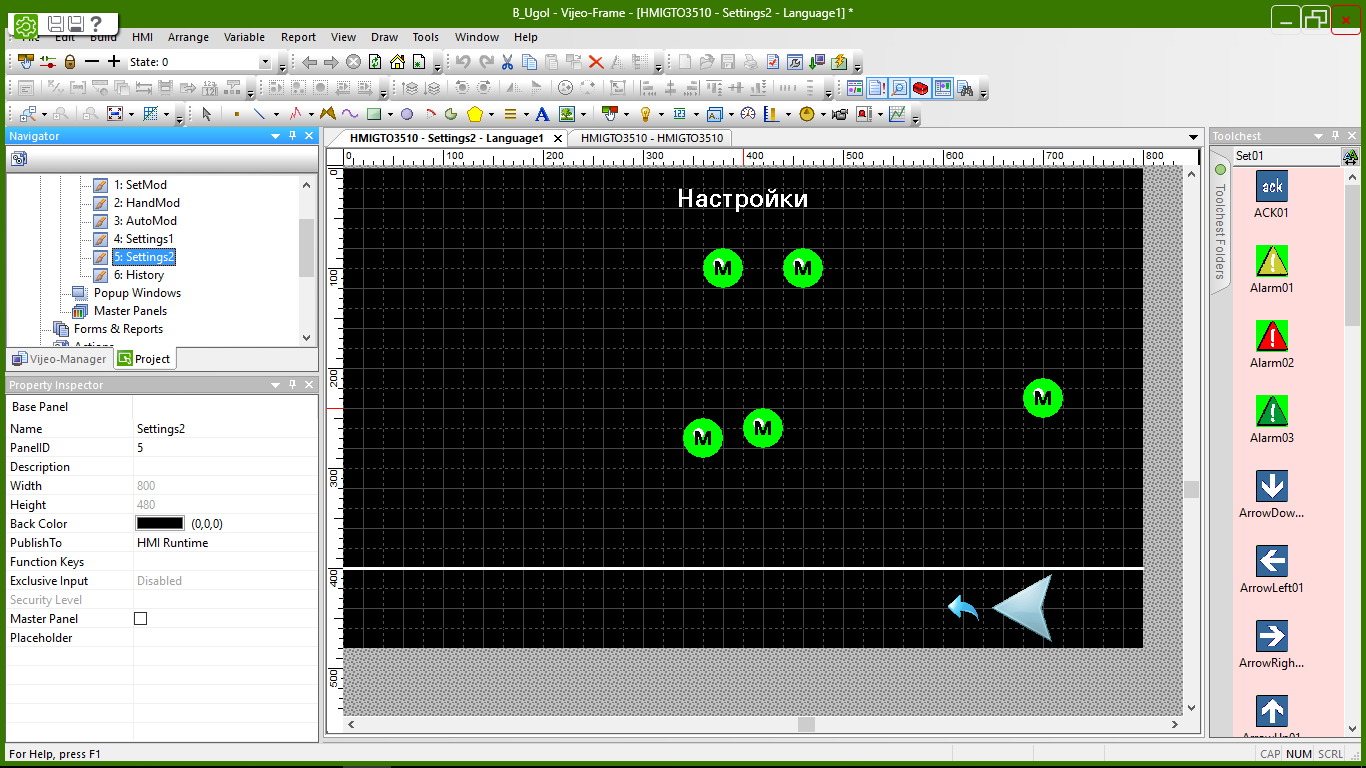 B_Ugol - Vijeo-Frame - [HMIGTO3510 - Settings2 - Language1] *
Edit Build HMI Arrange Variable Report View Draw Tools Window Help
State: 0
Navigator
1: SetMod
2: HandMod
3: AutoMod
4: Settings1
5: Settings2
6: History
Popup Windows
Master Panels
Forms & Reports
Actions
Vijeo-Manager Project
Property Inspector
Base Panel
Name Settings2
PanelID 5
Description
Width 800
Height 480
Back Color (0,0,0)
PublishTo HMI Runtime
Function Keys
Exclusive Input Disabled
Security Level
Master Panel
Placeholder
HMIGTO3510 - Settings2 - Language1 HMIGTO3510 - HMIGTO3510
0 100 200 300 400 500 600 700 800
0
100
200
300
400
500
Настройки
M M
M
M M
Toolchest
Set01
Toolchest Folders
ack
ACK01
Alarm01
Alarm02
Alarm03
ArrowDow...
ArrowLeft01
ArrowRigh...
ArrowUp01
For Help, press F1
CAP NUM SCRL